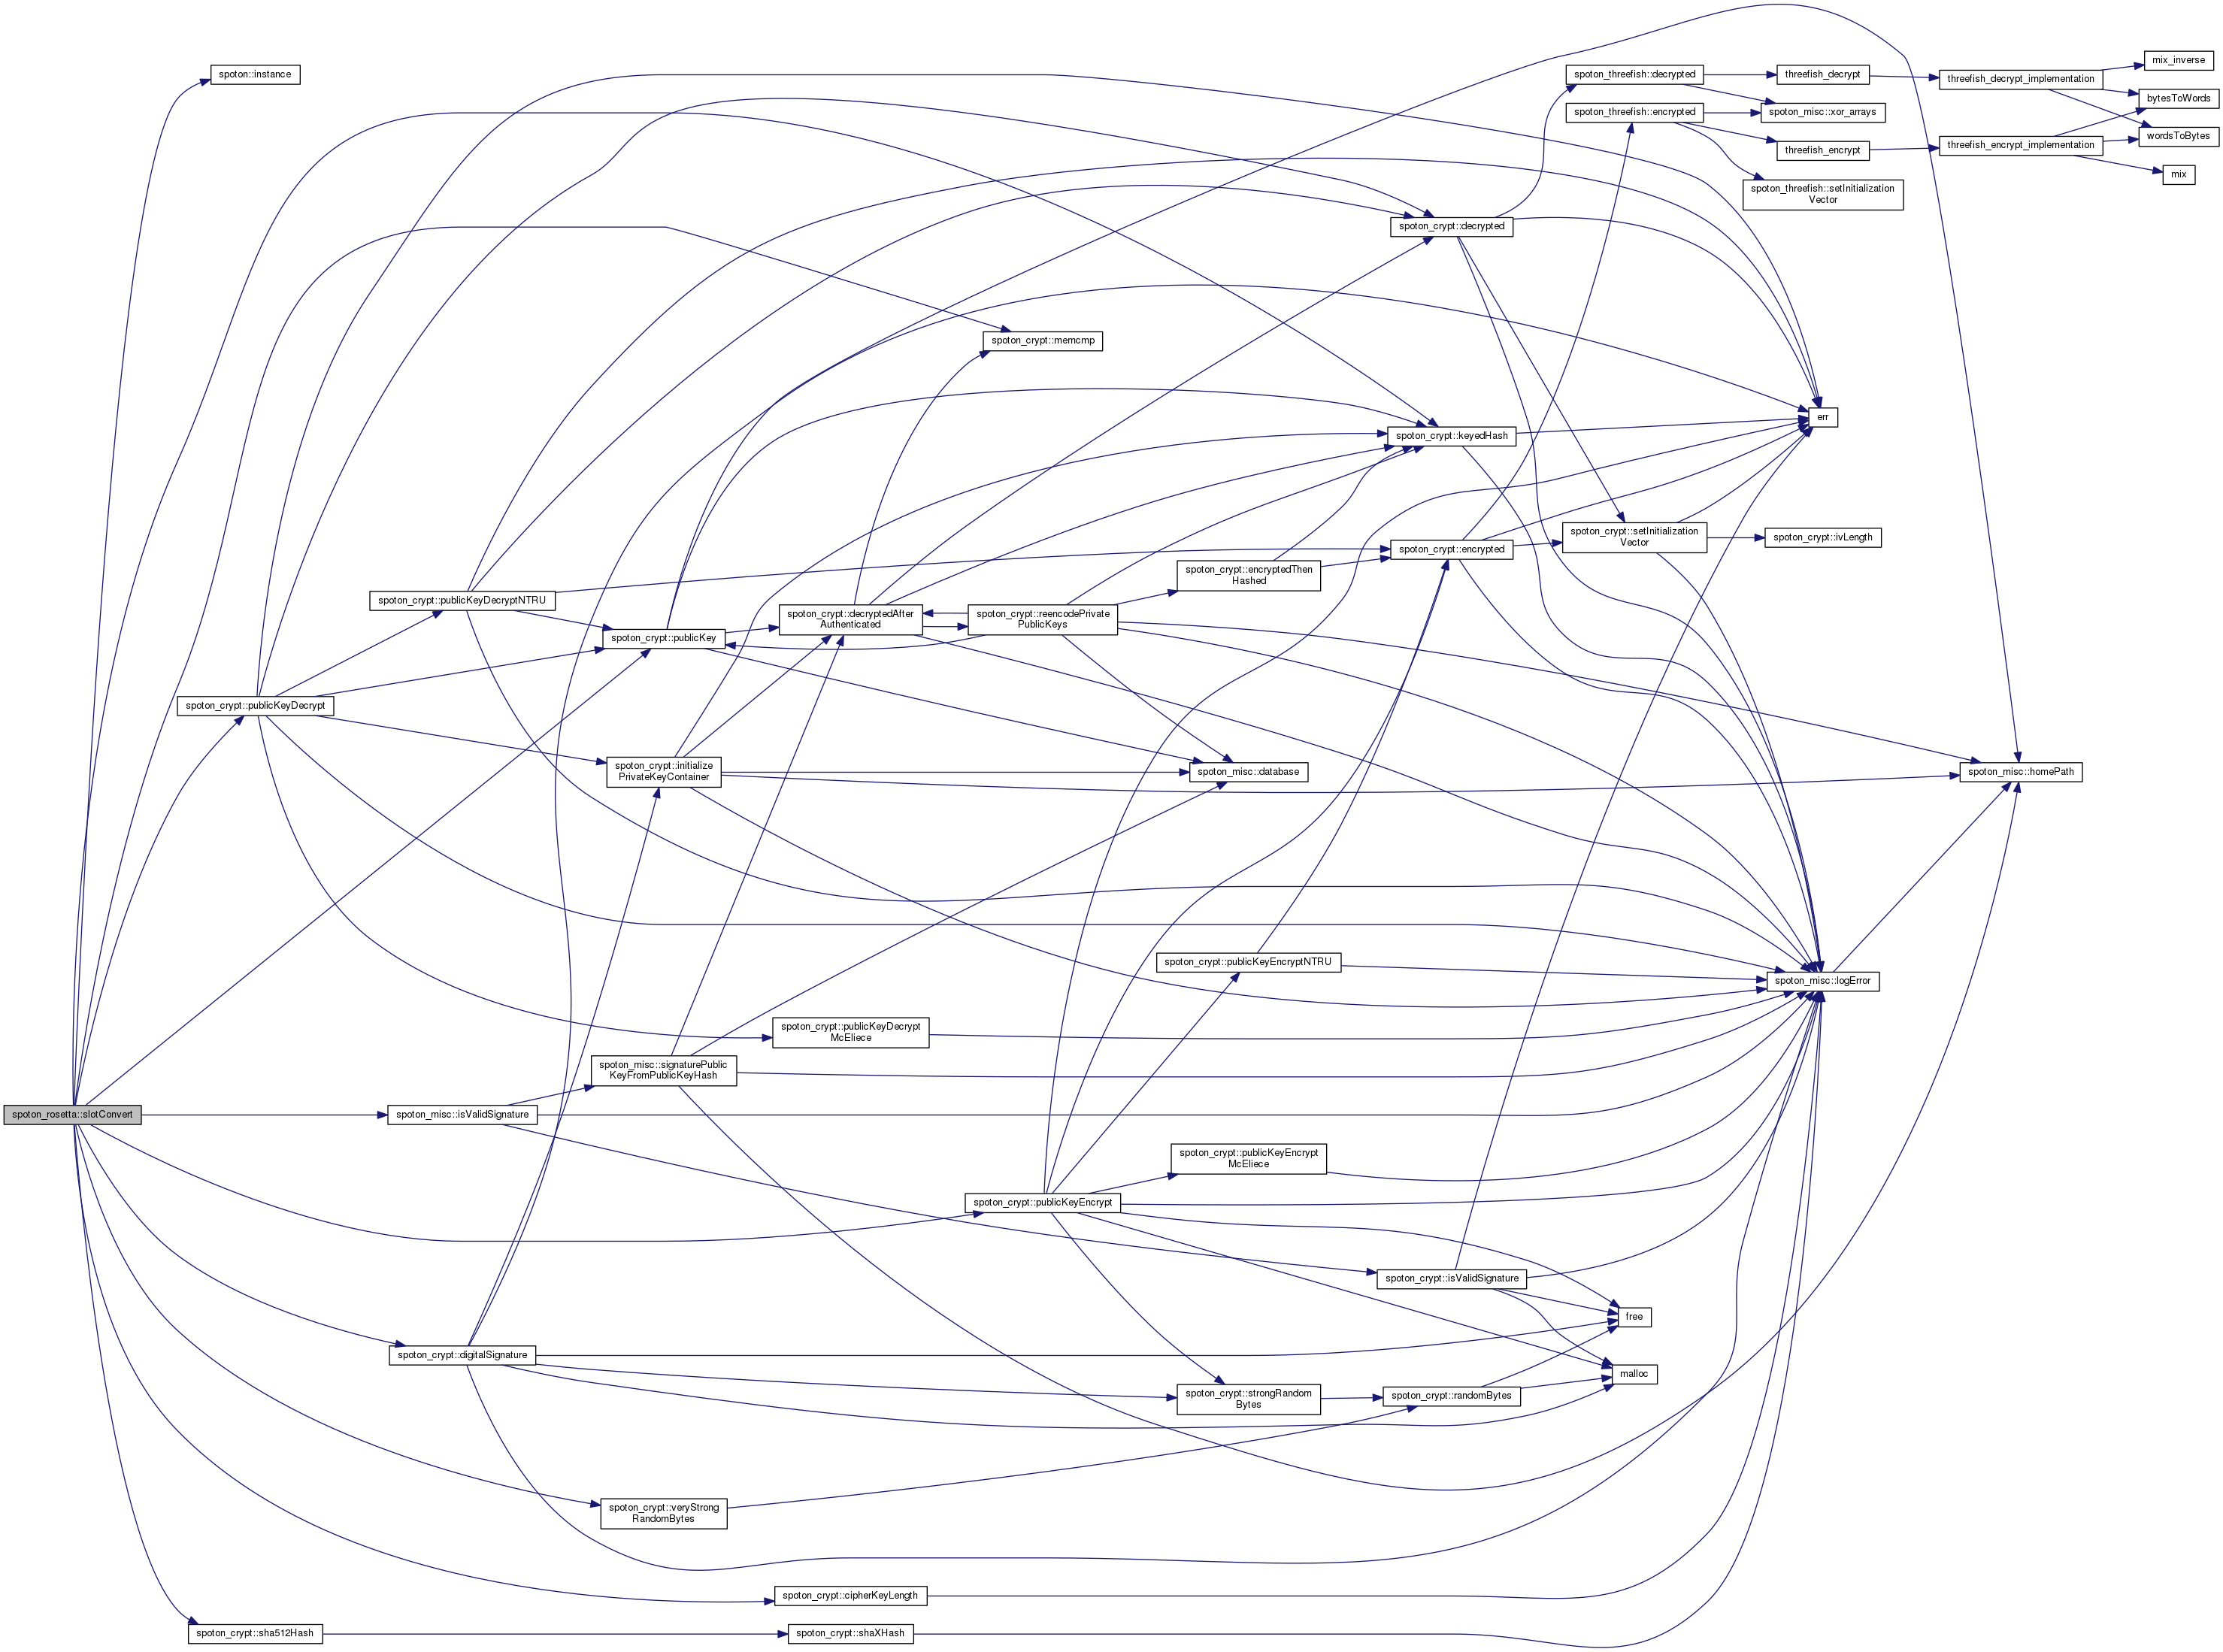 spoton::instance
mix_inverse
spoton_threefish::decrypted
threefish_decrypt
threefish_decrypt_implementation
bytesToWords
spoton_threefish::encrypted
spoton_misc::xor_arrays
wordsToBytes
threefish_encrypt
threefish_encrypt_implementation
mix
spoton_threefish::setInitialization
Vector
spoton_crypt::decrypted
spoton_crypt::memcmp
err
spoton_crypt::keyedHash
spoton_crypt::setInitialization
Vector
spoton_crypt::ivLength
spoton_crypt::encrypted
spoton_crypt::encryptedThen
Hashed
spoton_crypt::publicKeyDecryptNTRU
spoton_crypt::decryptedAfter
Authenticated
spoton_crypt::reencodePrivate
PublicKeys
spoton_crypt::publicKey
spoton_crypt::publicKeyDecrypt
spoton_crypt::initialize
PrivateKeyContainer
spoton_misc::database
spoton_misc::homePath
spoton_crypt::publicKeyEncryptNTRU
spoton_misc::logError
spoton_crypt::publicKeyDecrypt
McEliece
spoton_misc::signaturePublic
KeyFromPublicKeyHash
spoton_rosetta::slotConvert
spoton_misc::isValidSignature
spoton_crypt::publicKeyEncrypt
McEliece
spoton_crypt::publicKeyEncrypt
spoton_crypt::isValidSignature
free
spoton_crypt::digitalSignature
malloc
spoton_crypt::strongRandom
Bytes
spoton_crypt::randomBytes
spoton_crypt::veryStrong
RandomBytes
spoton_crypt::cipherKeyLength
spoton_crypt::sha512Hash
spoton_crypt::shaXHash